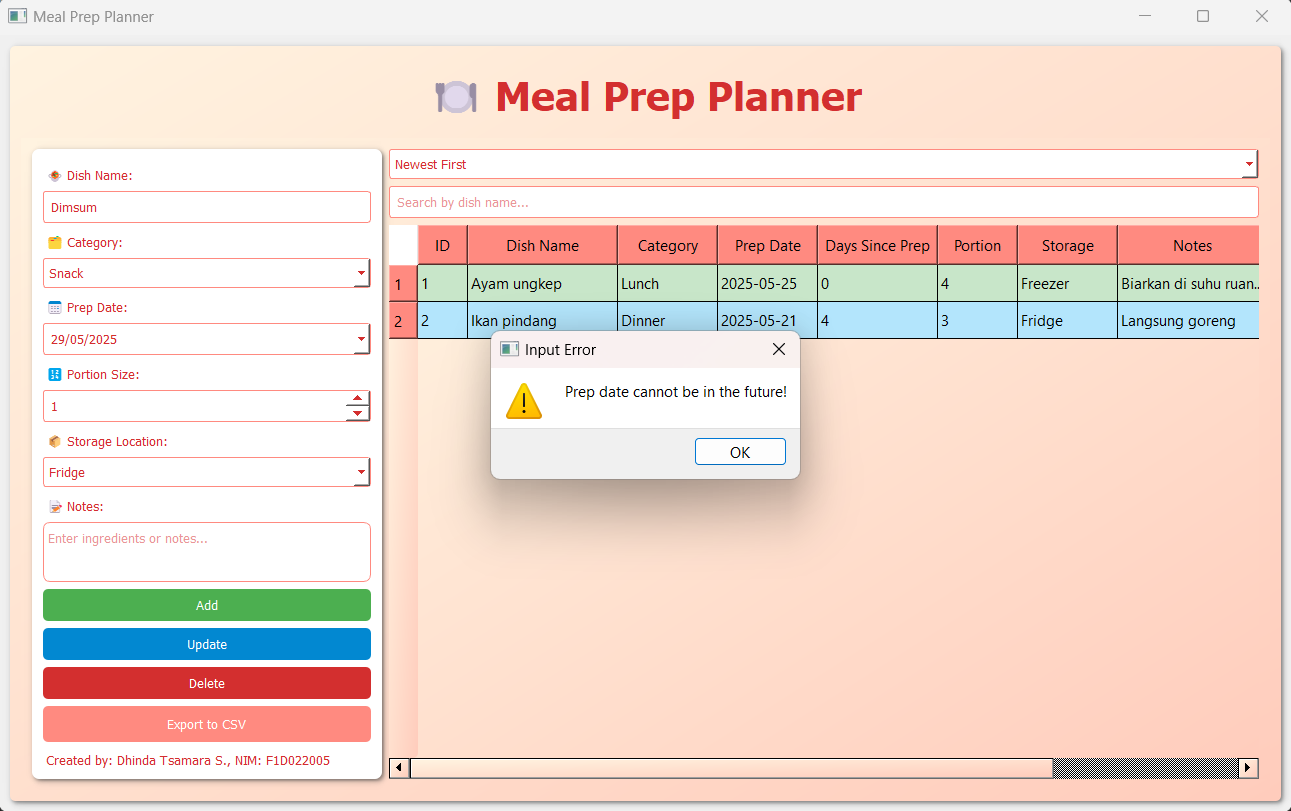 Meal Prep Planner
Meal Prep Planner
Dish Name:
Dimsum
Category:
Snack
Prep Date:
29/05/2025
Portion Size:
1
Storage Location:
Fridge
Notes:
Enter ingredients or notes...
Add
Update
Delete
Export to CSV
Created by: Dhinda Tsamara S., NIM: F1D022005
Newest First
Search by dish name...
ID Dish Name Category Prep Date Days Since Prep Portion Storage Notes
1 1 Ayam ungkep Lunch 2025-05-25 0 4 Freezer Biarkan di suhu ruan...
2 2 Ikan pindang Dinner 2025-05-21 4 3 Fridge Langsung goreng
Input Error
Prep date cannot be in the future!
OK